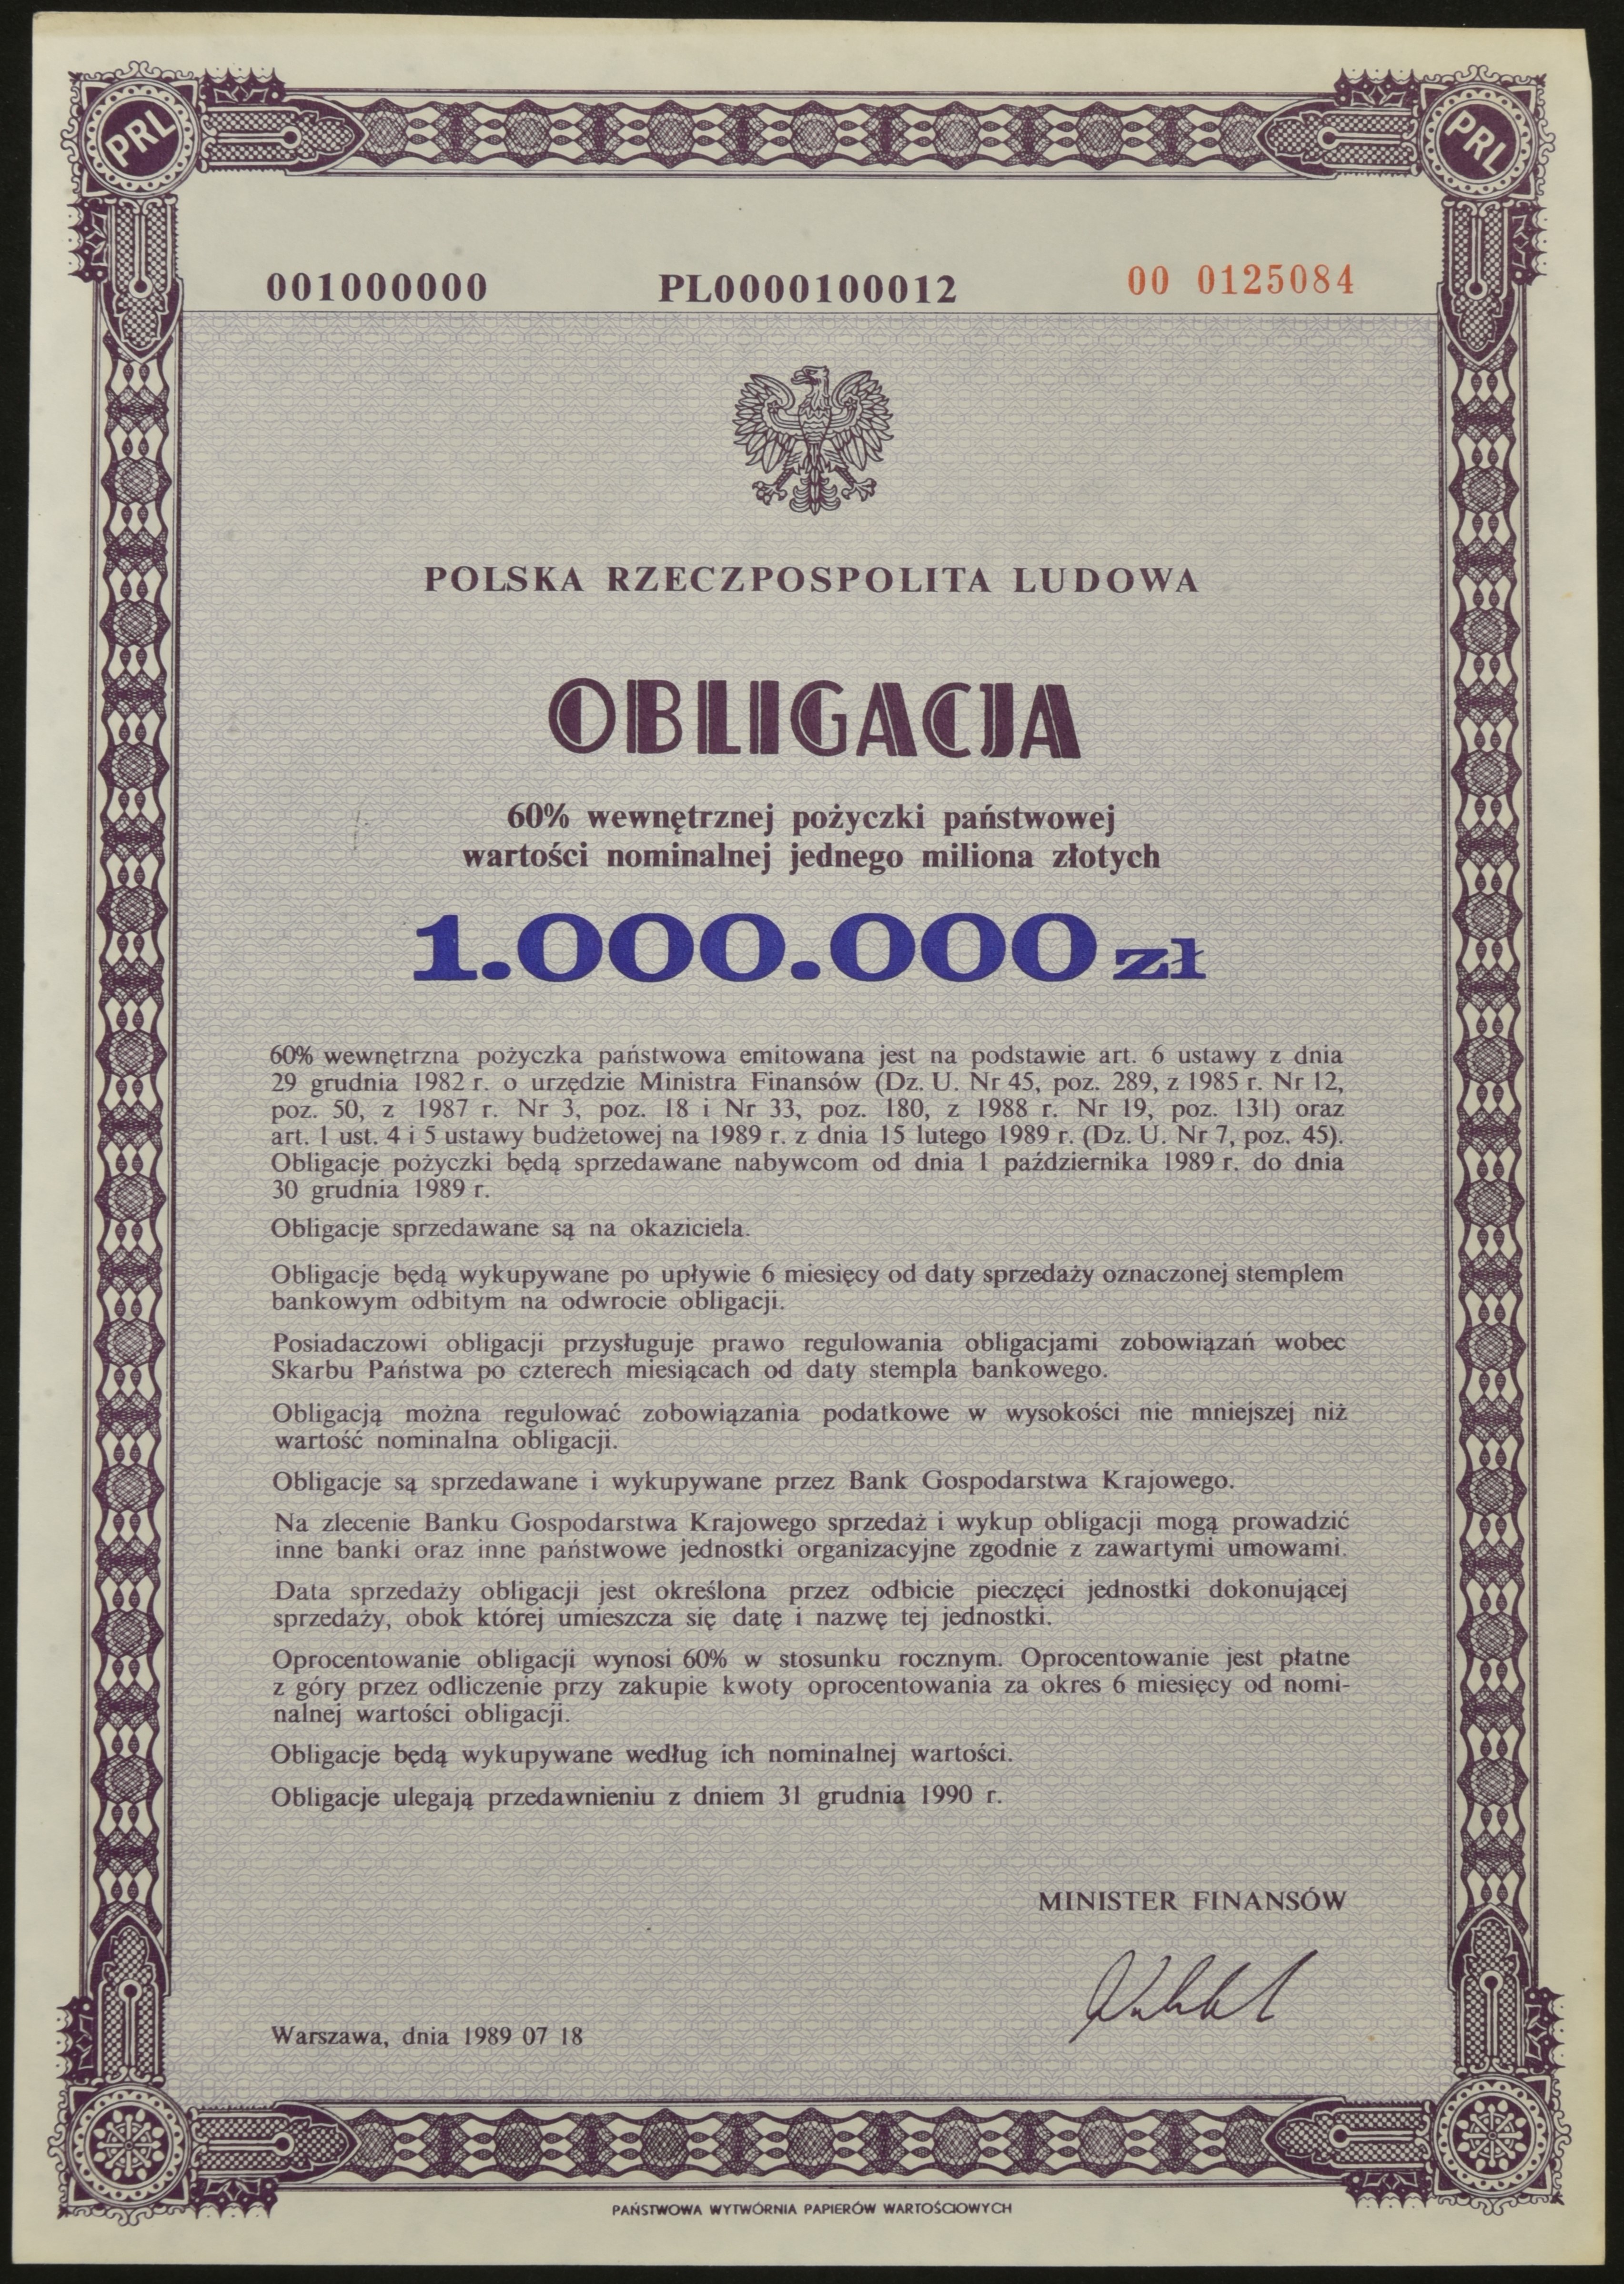 PRL
PRL
001000000 PL0000100012 00 0125084
POLSKA RZECZPOSPOLITA LUDOWA
OBLIGACJA
60% wewnętrznej pożyczki państwowej
wartości nominalnej jednego miliona złotych
1.000.000 zł
60% wewnętrzna pożyczka państwowa emitowana jest na podstawie art. 6 ustawy z dnia
29 grudnia 1982 r. o urzędzie Ministra Finansów (Dz. U. Nr 45, poz. 289, z 1985 r. Nr 12,
poz. 50, z 1987 r. Nr 3, poz. 18 i Nr 33, poz. 180, z 1988 r. Nr 19, poz. 131) oraz
art. 1 ust. 4 i 5 ustawy budżetowej na 1989 r. z dnia 15 lutego 1989 r. (Dz. U. Nr 7, poz. 45).
Obligacje pożyczki będą sprzedawane nabywcom od dnia 1 października 1989 r. do dnia
30 grudnia 1989 r.
Obligacje sprzedawane są na okaziciela.
Obligacje będą wykupywane po upływie 6 miesięcy od daty sprzedaży oznaczonej stemplem
bankowym odbitym na odwrocie obligacji.
Posiadaczowi obligacji przysługuje prawo regulowania obligacjami zobowiązań wobec
Skarbu Państwa po czterech miesiącach od daty stempla bankowego.
Obligacją można regulować zobowiązania podatkowe w wysokości nie mniejszej niż
wartość nominalna obligacji.
Obligacje są sprzedawane i wykupywane przez Bank Gospodarstwa Krajowego.
Na zlecenie Banku Gospodarstwa Krajowego sprzedaż i wykup obligacji mogą prowadzić
inne banki oraz inne państwowe jednostki organizacyjne zgodnie z zawartymi umowami.
Data sprzedaży obligacji jest określona przez odbicie pieczęci jednostki dokonującej
sprzedaży, obok której umieszcza się datę i nazwę tej jednostki.
Oprocentowanie obligacji wynosi 60% w stosunku rocznym. Oprocentowanie jest płatne
z góry przez odliczenie przy zakupie kwoty oprocentowania za okres 6 miesięcy od nomi-
nalnej wartości obligacji.
Obligacje będą wykupywane według ich nominalnej wartości.
Obligacje ulegają przedawnieniu z dniem 31 grudnia 1990 r.
MINISTER FINANSÓW
Warszawa, dnia 1989 07 18
PAŃSTWOWA WYTWÓRNIA PAPIERÓW WARTOŚCIOWYCH